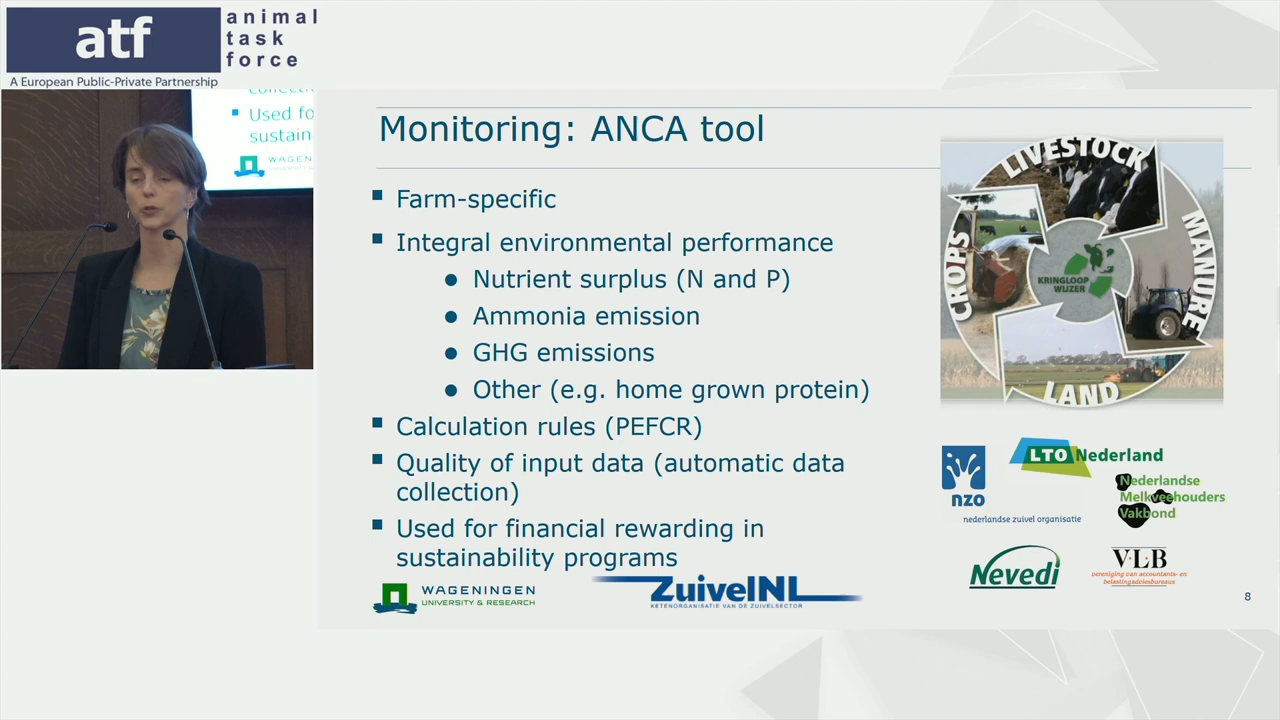 atf
animal
task
force
A European Public-Private Partnership
Used fo
sustain
WAGEN
Monitoring: ANCA tool
Farm-specific
Integral environmental performance
Nutrient surplus (N and P)
Ammonia emission
GHG emissions
Other (e.g. home grown protein)
Calculation rules (PEFCR)
Quality of input data (automatic data
collection)
Used for financial rewarding in
sustainability programs
WAGENINGEN
UNIVERSITY & RESEARCH
ZuivelNL
KETENORGANISATIE VAN DE ZUIVELSECTOR
LIVESTOCK
MANURE
LAND
CROPS
KRINGLOOP
WIJZER
nzo
nederlandse zuivel organisatie
LTO Nederland
Nederlandse
Melkveehouders
Vakbond
Nevedi
V·L·B
vereniging van accountants- en
belastingadviesbureaus
8